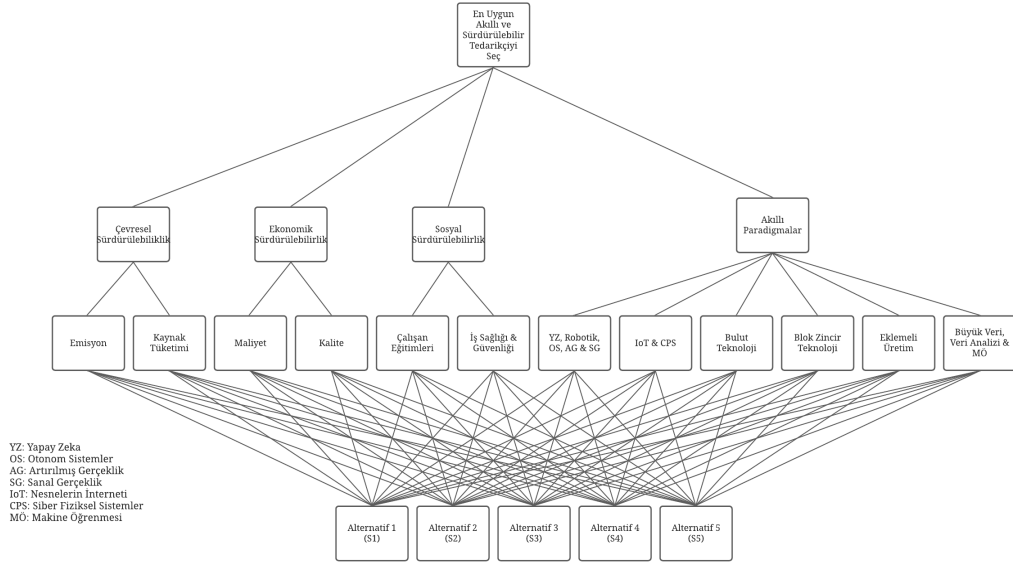 En Uygun
Akıllı ve
Sürdürülebilir
Tedarikçiyi
Seç
Çevresel
Sürdürülebiliklik
Ekonomik
Sürdürülebilirlik
Sosyal
Sürdürülebilirlik
Akıllı
Paradigmalar
Emisyon
Kaynak
Tüketimi
Maliyet
Kalite
Çalışan
Eğitimleri
İş Sağlığı &
Güvenliği
YZ, Robotik,
OS, AG & SG
IoT & CPS
Bulut
Teknoloji
Blok Zincir
Teknoloji
Eklemeli
Üretim
Büyük Veri,
Veri Analizi &
MÖ
YZ: Yapay Zeka
OS: Otonom Sistemler
AG: Artırılmış Gerçeklik
SG: Sanal Gerçeklik
IoT: Nesnelerin İnterneti
CPS: Siber Fiziksel Sistemler
MÖ: Makine Öğrenmesi
Alternatif 1
(S1)
Alternatif 2
(S2)
Alternatif 3
(S3)
Alternatif 4
(S4)
Alternatif 5
(S5)